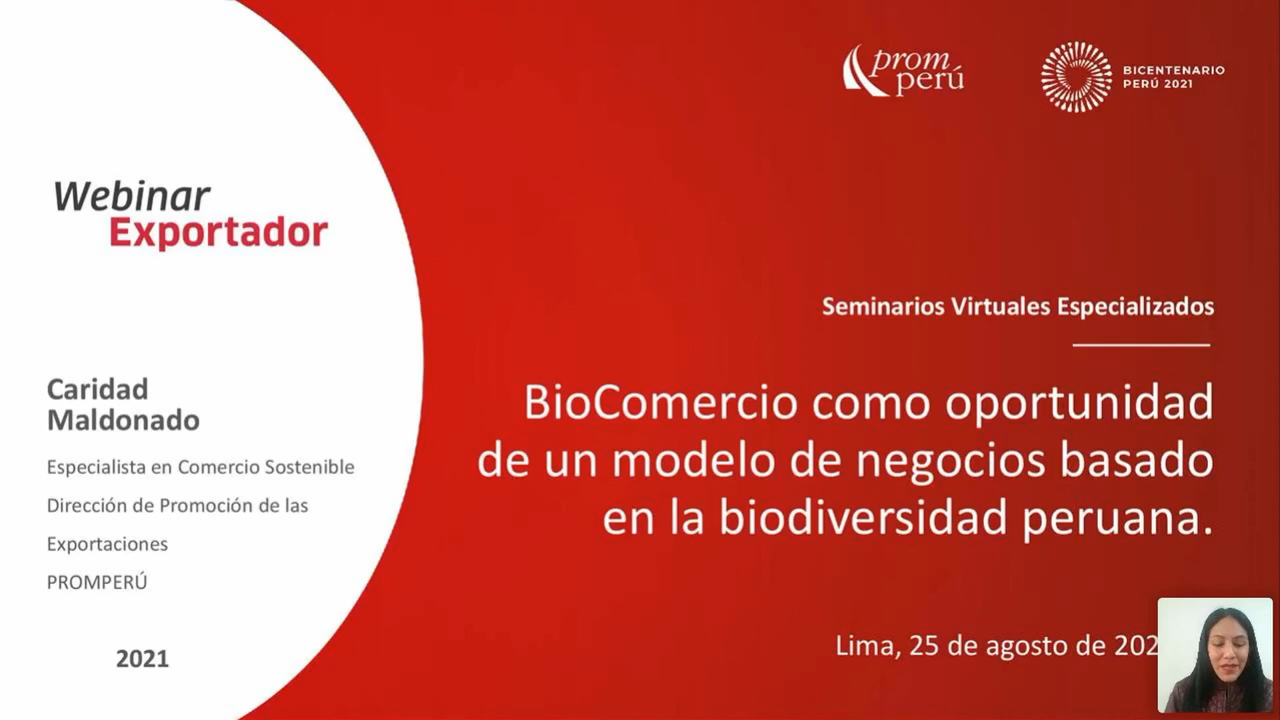 prom
perú
BICENTENARIO
PERÚ 2021
Webinar
Exportador
Seminarios Virtuales Especializados
Caridad
Maldonado
Especialista en Comercio Sostenible
Dirección de Promoción de las
Exportaciones
PROMPERÚ
2021
BioComercio como oportunidad
de un modelo de negocios basado
en la biodiversidad peruana.
Lima, 25 de agosto de 202